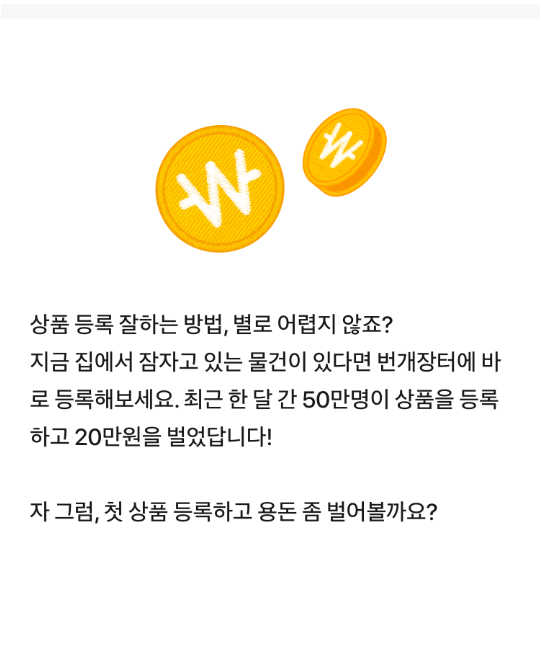 상품 등록 잘하는 방법, 별로 어렵지 않죠?
지금 집에서 잠자고 있는 물건이 있다면 번개장터에 바
로 등록해보세요. 최근 한 달 간 50만명이 상품을 등록
하고 20만원을 벌었답니다!
자 그럼, 첫 상품 등록하고 용돈 좀 벌어볼까요?